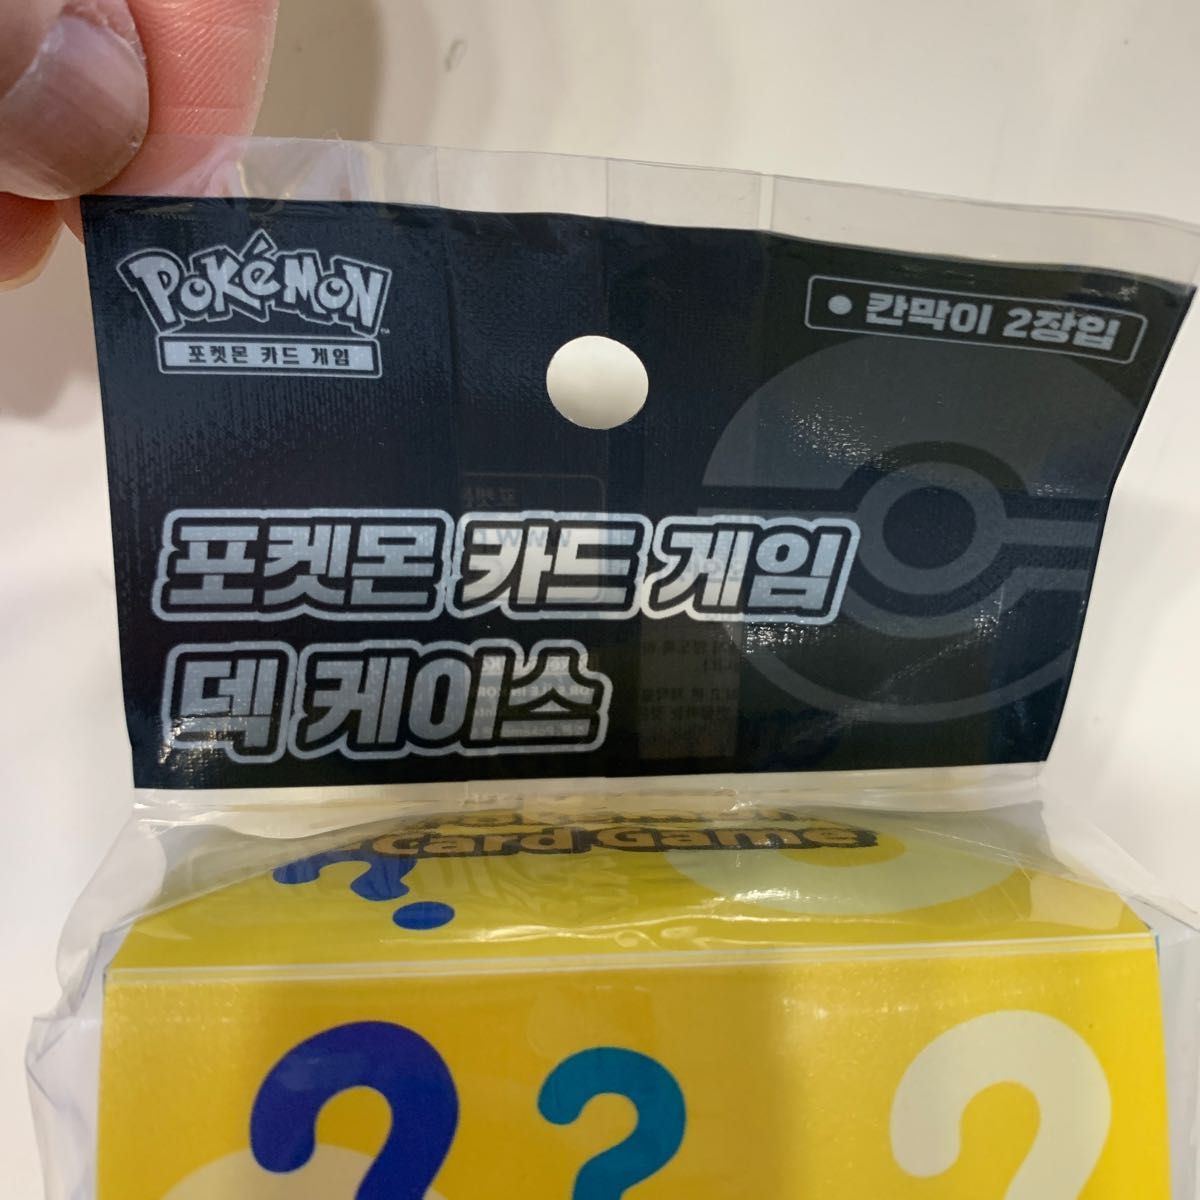 POKéMON
포켓몬 카드 게임
• 칸막이 2장입
포켓몬 카드 게임
덱 케이스
Card Game
? ? ? ?